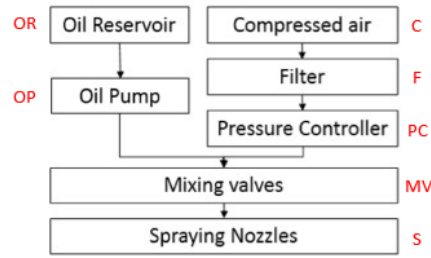 OR Oil Reservoir Compressed air C
Filter F
OP Oil Pump
Pressure Controller PC
Mixing valves MV
Spraying Nozzles S